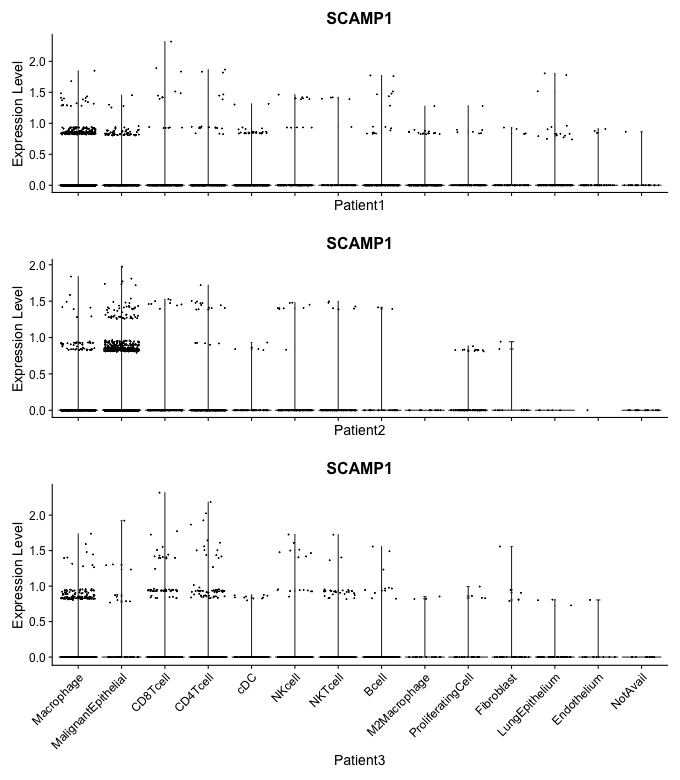 SCAMP1
Expression Level
2.0
1.5
1.0
0.5
0.0
Patient1
SCAMP1
Expression Level
2.0
1.5
1.0
0.5
0.0
Patient2
SCAMP1
Expression Level
2.0
1.5
1.0
0.5
0.0
Macrophage
MalignantEpithelial
CD8Tcell
CD4Tcell
cDC
NKcell
NKTcell
Bcell
M2Macrophage
ProliferatingCell
Fibroblast
LungEpithelium
Endothelium
NotAvail
Patient3